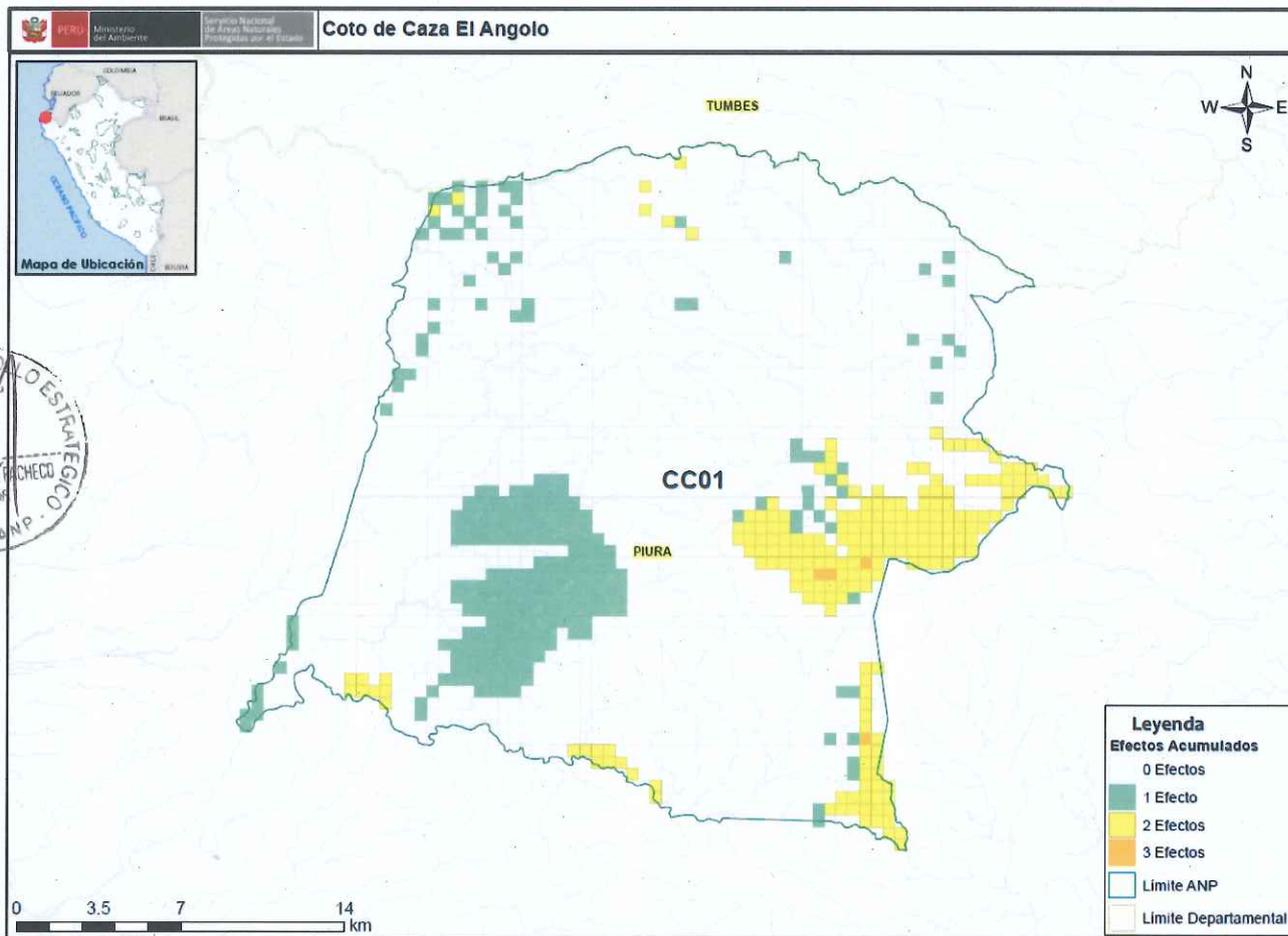 PERÚ
Ministerio
del Ambiente
Servicio Nacional
de Áreas Naturales
Protegidas por el Estado
Coto de Caza El Angolo
COLOMBIA
ECUADOR
BRASIL
OCEANO PACIFICO
CHILE
BOLIVIA
Mapa de Ubicación
TUMBES
N
W
E
S
ESTRATEGICO
PACHECO
ANP
CC01
PIURA
Leyenda
Efectos Acumulados
0 Efectos
1 Efecto
2 Efectos
3 Efectos
Límite ANP
Límite Departamental
0 3.5 7 14
km